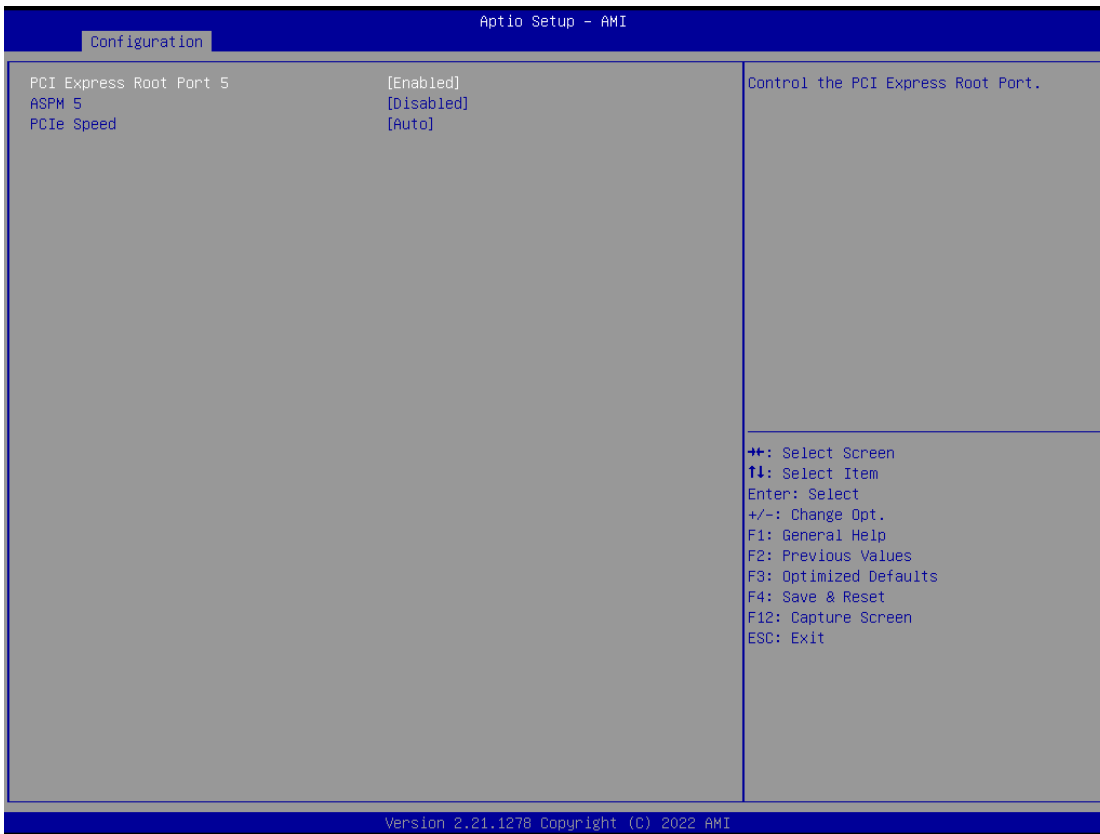 Aptio Setup - AMI
Configuration
PCI Express Root Port 5 [Enabled]
ASPM 5 [Disabled]
PCIe Speed [Auto]
Control the PCI Express Root Port.
→←: Select Screen
↑↓: Select Item
Enter: Select
+/-: Change Opt.
F1: General Help
F2: Previous Values
F3: Optimized Defaults
F4: Save & Reset
F12: Capture Screen
ESC: Exit
Version 2.21.1278 Copyright (C) 2022 AMI